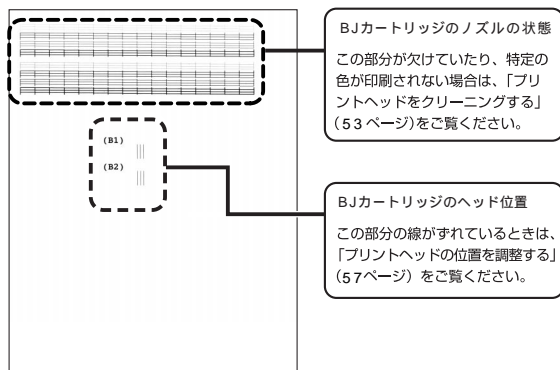 BJカートリッジのノズルの状態
この部分が欠けていたり、特定の
色が印刷されない場合は、「プリ
ントヘッドをクリーニングする」
(53ページ)をご覧ください。
(B1)
(B2)
BJカートリッジのヘッド位置
この部分の線がずれているときは、
「プリントヘッドの位置を調整する」
(57ページ) をご覧ください。